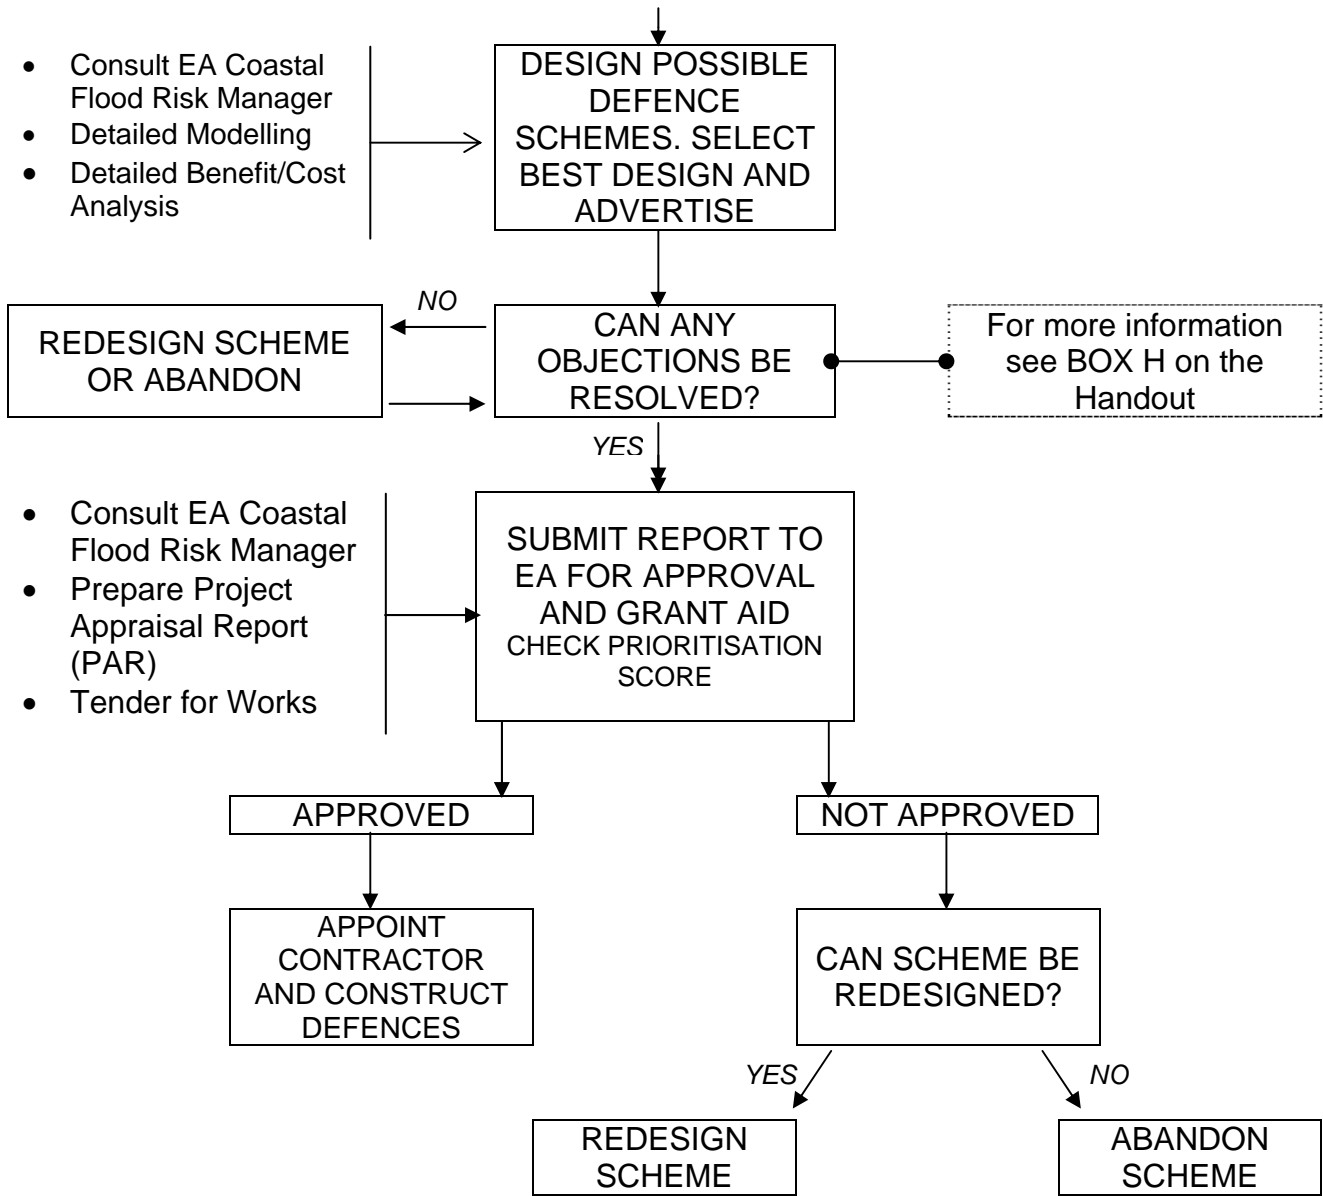 • Consult EA Coastal
Flood Risk Manager
• Detailed Modelling
• Detailed Benefit/Cost
Analysis
DESIGN POSSIBLE
DEFENCE
SCHEMES. SELECT
BEST DESIGN AND
ADVERTISE
NO
REDESIGN SCHEME
OR ABANDON
CAN ANY
OBJECTIONS BE
RESOLVED?
For more information
see BOX H on the
Handout
YES
• Consult EA Coastal
Flood Risk Manager
• Prepare Project
Appraisal Report
(PAR)
• Tender for Works
SUBMIT REPORT TO
EA FOR APPROVAL
AND GRANT AID
CHECK PRIORITISATION
SCORE
APPROVED
NOT APPROVED
APPOINT
CONTRACTOR
AND CONSTRUCT
DEFENCES
CAN SCHEME BE
REDESIGNED?
YES
NO
REDESIGN
SCHEME
ABANDON
SCHEME